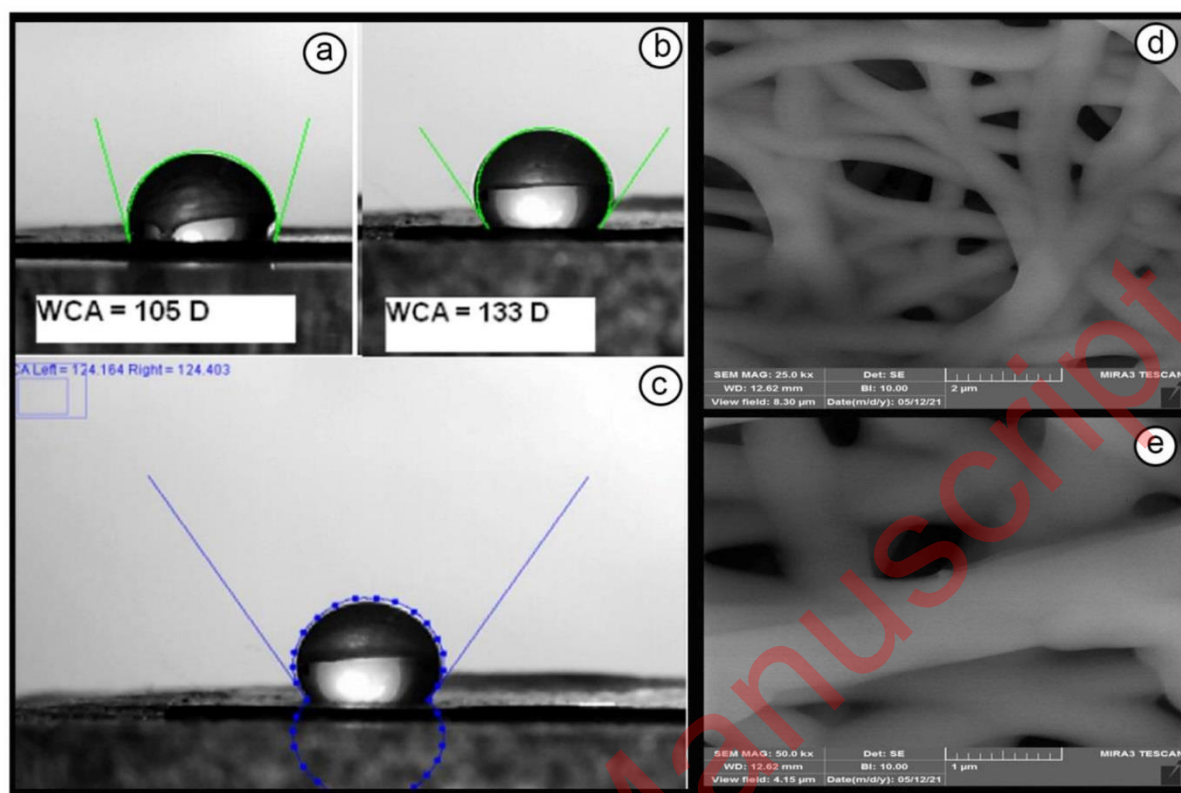 a
b
WCA = 105 D
WCA = 133 D
CA Left = 124.164 Right = 124.403
c
d
SEM MAG: 25.0 kx Det: SE
WD: 12.62 mm BI: 10.00 2 µm
View field: 8.30 µm Date(m/d/y): 05/12/21
MIRA3 TESCAN
e
SEM MAG: 50.0 kx Det: SE
WD: 12.62 mm BI: 10.00 1 µm
View field: 4.15 µm Date(m/d/y): 05/12/21
MIRA3 TESCAN
Manuscript